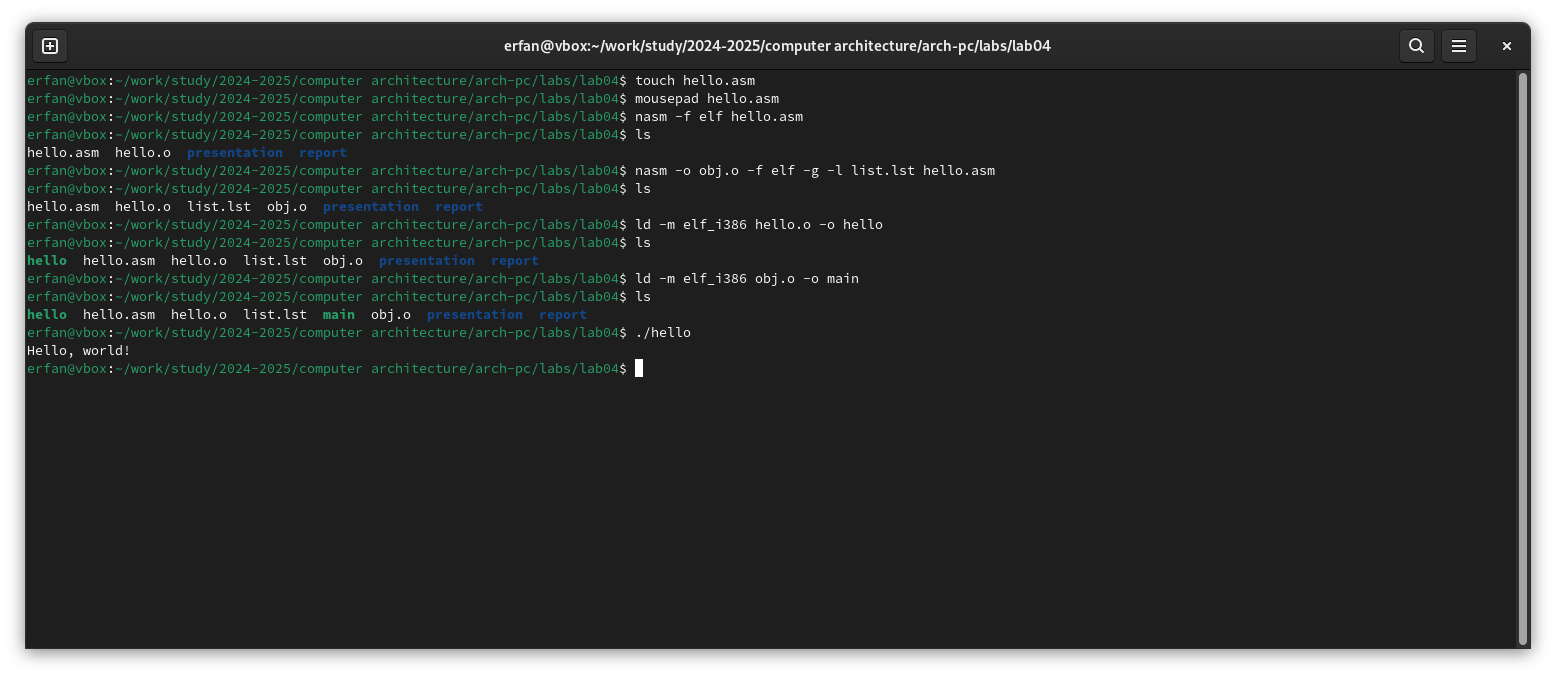 erfan@vbox:~/work/study/2024-2025/computer architecture/arch-pc/labs/lab04
erfan@vbox:~/work/study/2024-2025/computer architecture/arch-pc/labs/lab04$ touch hello.asm
erfan@vbox:~/work/study/2024-2025/computer architecture/arch-pc/labs/lab04$ mousepad hello.asm
erfan@vbox:~/work/study/2024-2025/computer architecture/arch-pc/labs/lab04$ nasm -f elf hello.asm
erfan@vbox:~/work/study/2024-2025/computer architecture/arch-pc/labs/lab04$ ls
hello.asm  hello.o  presentation  report
erfan@vbox:~/work/study/2024-2025/computer architecture/arch-pc/labs/lab04$ nasm -o obj.o -f elf -g -l list.lst hello.asm
erfan@vbox:~/work/study/2024-2025/computer architecture/arch-pc/labs/lab04$ ls
hello.asm  hello.o  list.lst  obj.o  presentation  report
erfan@vbox:~/work/study/2024-2025/computer architecture/arch-pc/labs/lab04$ ld -m elf_i386 hello.o -o hello
erfan@vbox:~/work/study/2024-2025/computer architecture/arch-pc/labs/lab04$ ls
hello  hello.asm  hello.o  list.lst  obj.o  presentation  report
erfan@vbox:~/work/study/2024-2025/computer architecture/arch-pc/labs/lab04$ ld -m elf_i386 obj.o -o main
erfan@vbox:~/work/study/2024-2025/computer architecture/arch-pc/labs/lab04$ ls
hello  hello.asm  hello.o  list.lst  main  obj.o  presentation  report
erfan@vbox:~/work/study/2024-2025/computer architecture/arch-pc/labs/lab04$ ./hello
Hello, world!
erfan@vbox:~/work/study/2024-2025/computer architecture/arch-pc/labs/lab04$